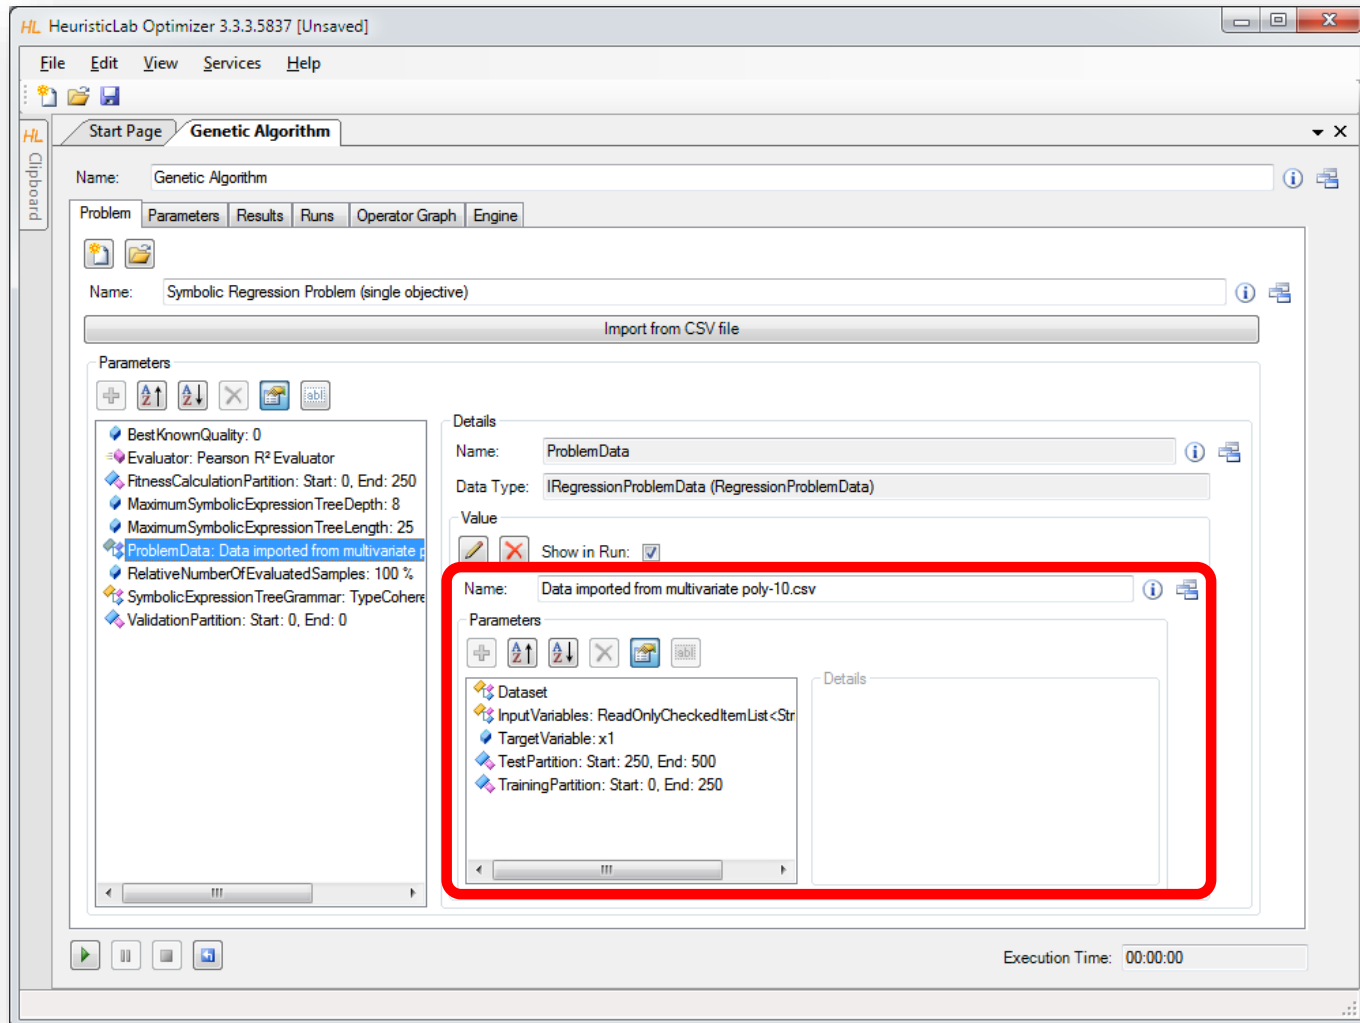 HL HeuristicLab Optimizer 3.3.3.5837 [Unsaved]
File Edit View Services Help
HL Clipboard
Start Page Genetic Algorithm
Name: Genetic Algorithm
Problem Parameters Results Runs Operator Graph Engine
Name: Symbolic Regression Problem (single objective)
Import from CSV file
Parameters
BestKnownQuality: 0
Evaluator: Pearson R² Evaluator
FitnessCalculationPartition: Start: 0, End: 250
MaximumSymbolicExpressionTreeDepth: 8
MaximumSymbolicExpressionTreeLength: 25
ProblemData: Data imported from multivariate p
RelativeNumberOfEvaluatedSamples: 100 %
SymbolicExpressionTreeGrammar: TypeCohere
ValidationPartition: Start: 0, End: 0
Details
Name: ProblemData
Data Type: IRegressionProblemData (RegressionProblemData)
Value
Show in Run:
Name: Data imported from multivariate poly-10.csv
Parameters
Dataset
InputVariables: ReadOnlyCheckedItemList<Str
TargetVariable: x1
TestPartition: Start: 250, End: 500
TrainingPartition: Start: 0, End: 250
Details
Execution Time: 00:00:00